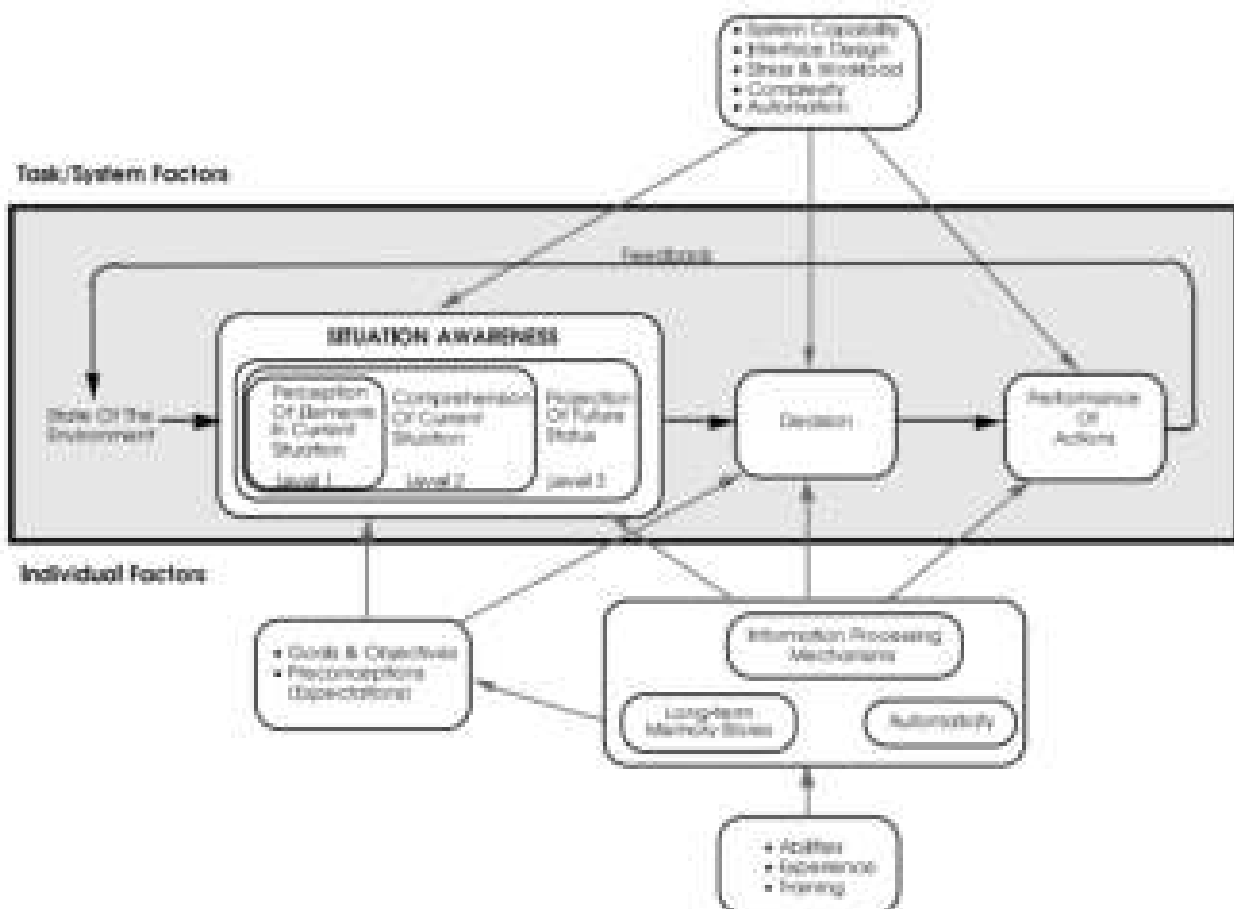 • System Capability
• Interface Design
• Stress & Workload
• Complexity
• Automation
Task/System Factors
Feedback
SITUATION AWARENESS
State Of The
Environment
Perception
Of Elements
In Current
Situation
Level 1
Comprehension
Of Current
Situation
Level 2
Projection
Of Future
Status
Level 3
Decision
Performance
Of
Actions
Individual Factors
• Goals & Objectives
• Preconceptions
(Expectations)
Information Processing
Mechanisms
Long-term
Memory Stores
Automaticity
• Abilities
• Experience
• Training